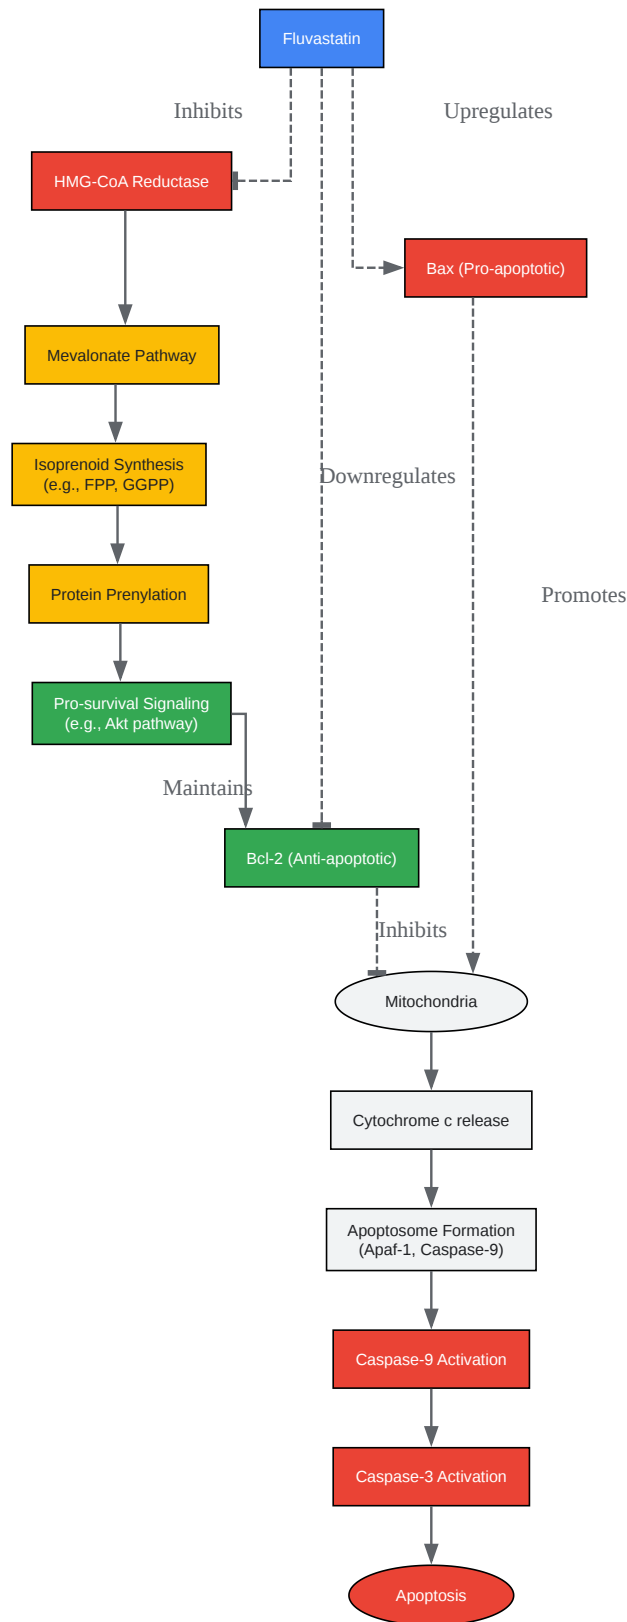 Fluvastatin
Inhibits
Upregulates
HMG-CoA Reductase
Bax (Pro-apoptotic)
Mevalonate Pathway
Isoprenoid Synthesis
(e.g., FPP, GGPP)
Downregulates
Protein Prenylation
Promotes
Pro-survival Signaling
(e.g., Akt pathway)
Maintains
Bcl-2 (Anti-apoptotic)
Inhibits
Mitochondria
Cytochrome c release
Apoptosome Formation
(Apaf-1, Caspase-9)
Caspase-9 Activation
Caspase-3 Activation
Apoptosis